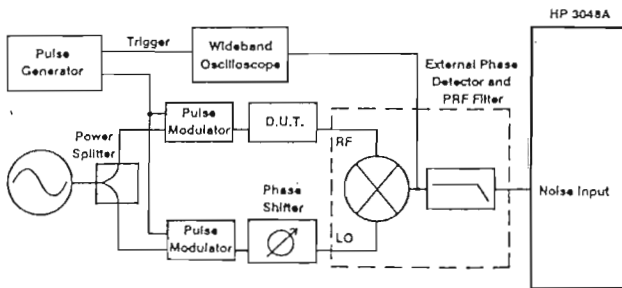 HP 3048A
Trigger
Pulse
Generator
Wideband
Oscilloscope
External Phase
Detector and
PRF Filter
Pulse
Modulator
D.U.T.
Power
Splitter
RF
Phase
Shifter
Noise Input
Pulse
Modulator
LO